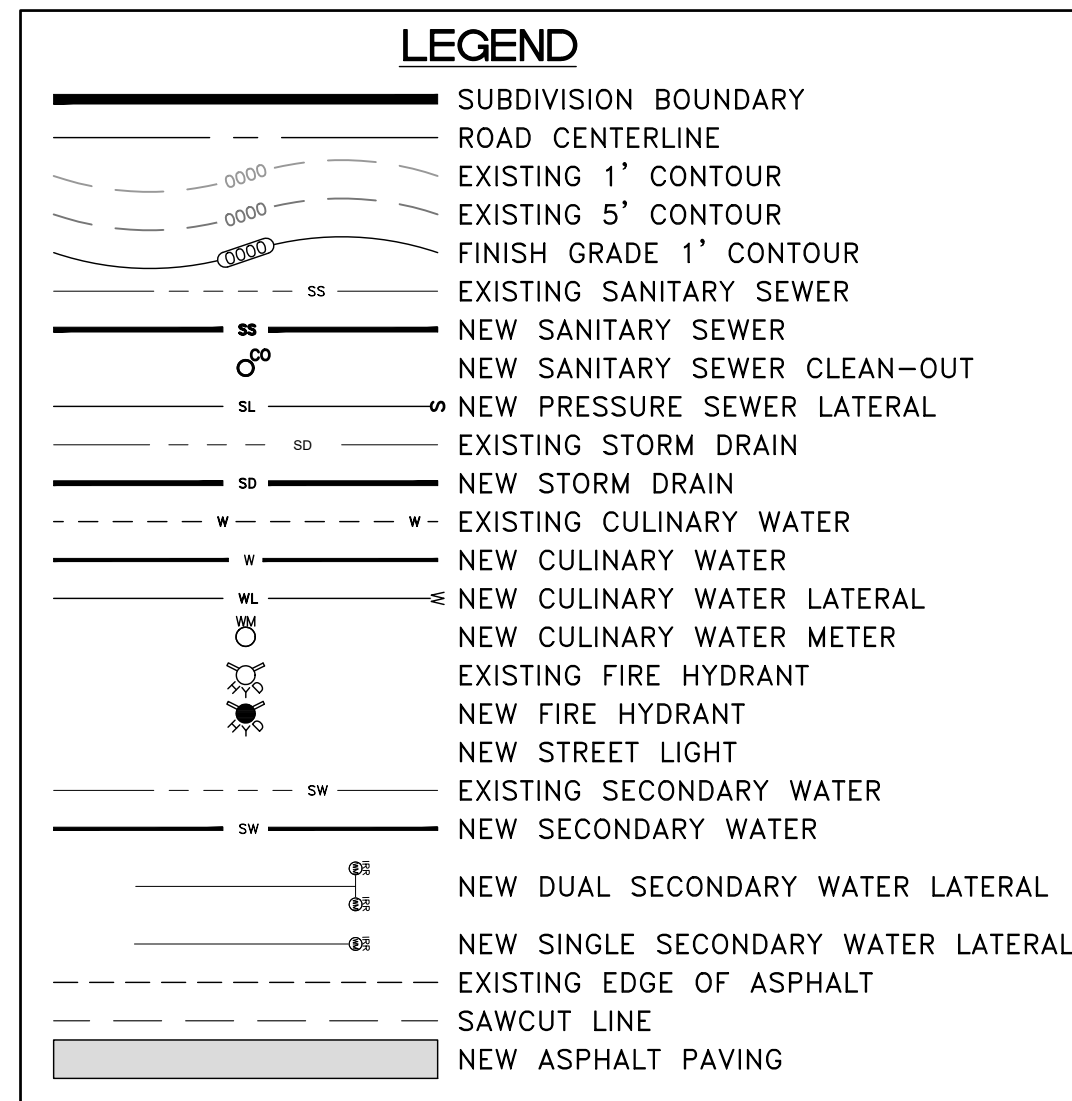 LEGEND
SUBDIVISION BOUNDARY
ROAD CENTERLINE
0000 EXISTING 1' CONTOUR
0000 EXISTING 5' CONTOUR
0000 FINISH GRADE 1' CONTOUR
SS EXISTING SANITARY SEWER
SS NEW SANITARY SEWER
CO NEW SANITARY SEWER CLEAN-OUT
SL S NEW PRESSURE SEWER LATERAL
SD EXISTING STORM DRAIN
SD NEW STORM DRAIN
W W EXISTING CULINARY WATER
W NEW CULINARY WATER
WL W NEW CULINARY WATER LATERAL
WM NEW CULINARY WATER METER
HYD EXISTING FIRE HYDRANT
HYD NEW FIRE HYDRANT
NEW STREET LIGHT
SW EXISTING SECONDARY WATER
SW NEW SECONDARY WATER
WM IRR
WM IRR
NEW DUAL SECONDARY WATER LATERAL
WM IRR NEW SINGLE SECONDARY WATER LATERAL
EXISTING EDGE OF ASPHALT
SAWCUT LINE
NEW ASPHALT PAVING